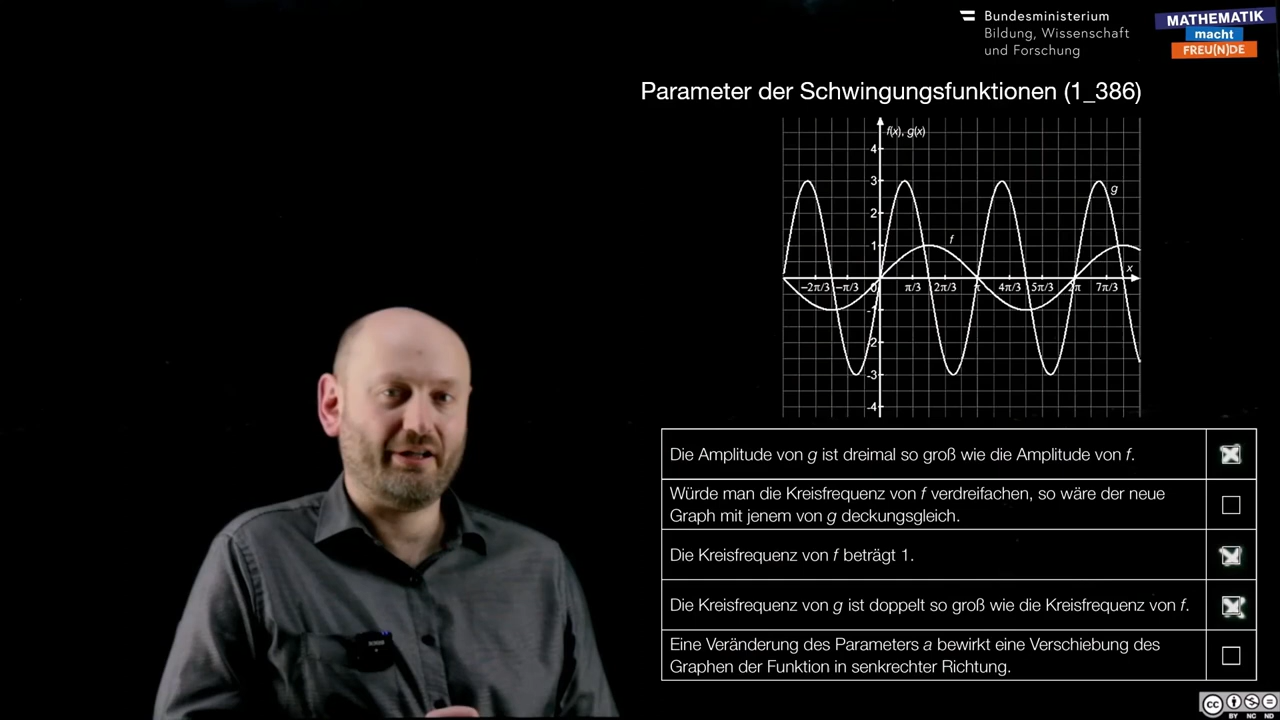 Bundesministerium
Bildung, Wissenschaft
und Forschung
MATHEMATIK
macht
FREU(N)DE
Parameter der Schwingungsfunktionen (1_386)
f(x), g(x)
4
3
g
2
f
1
x
−2π/3 −π/3 0 π/3 2π/3 π 4π/3 5π/3 2π 7π/3
-1
-2
-3
-4
Die Amplitude von g ist dreimal so groß wie die Amplitude von f.
Würde man die Kreisfrequenz von f verdreifachen, so wäre der neue
Graph mit jenem von g deckungsgleich.
Die Kreisfrequenz von f beträgt 1.
Die Kreisfrequenz von g ist doppelt so groß wie die Kreisfrequenz von f.
Eine Veränderung des Parameters a bewirkt eine Verschiebung des
Graphen der Funktion in senkrechter Richtung.
CC
BY NC ND